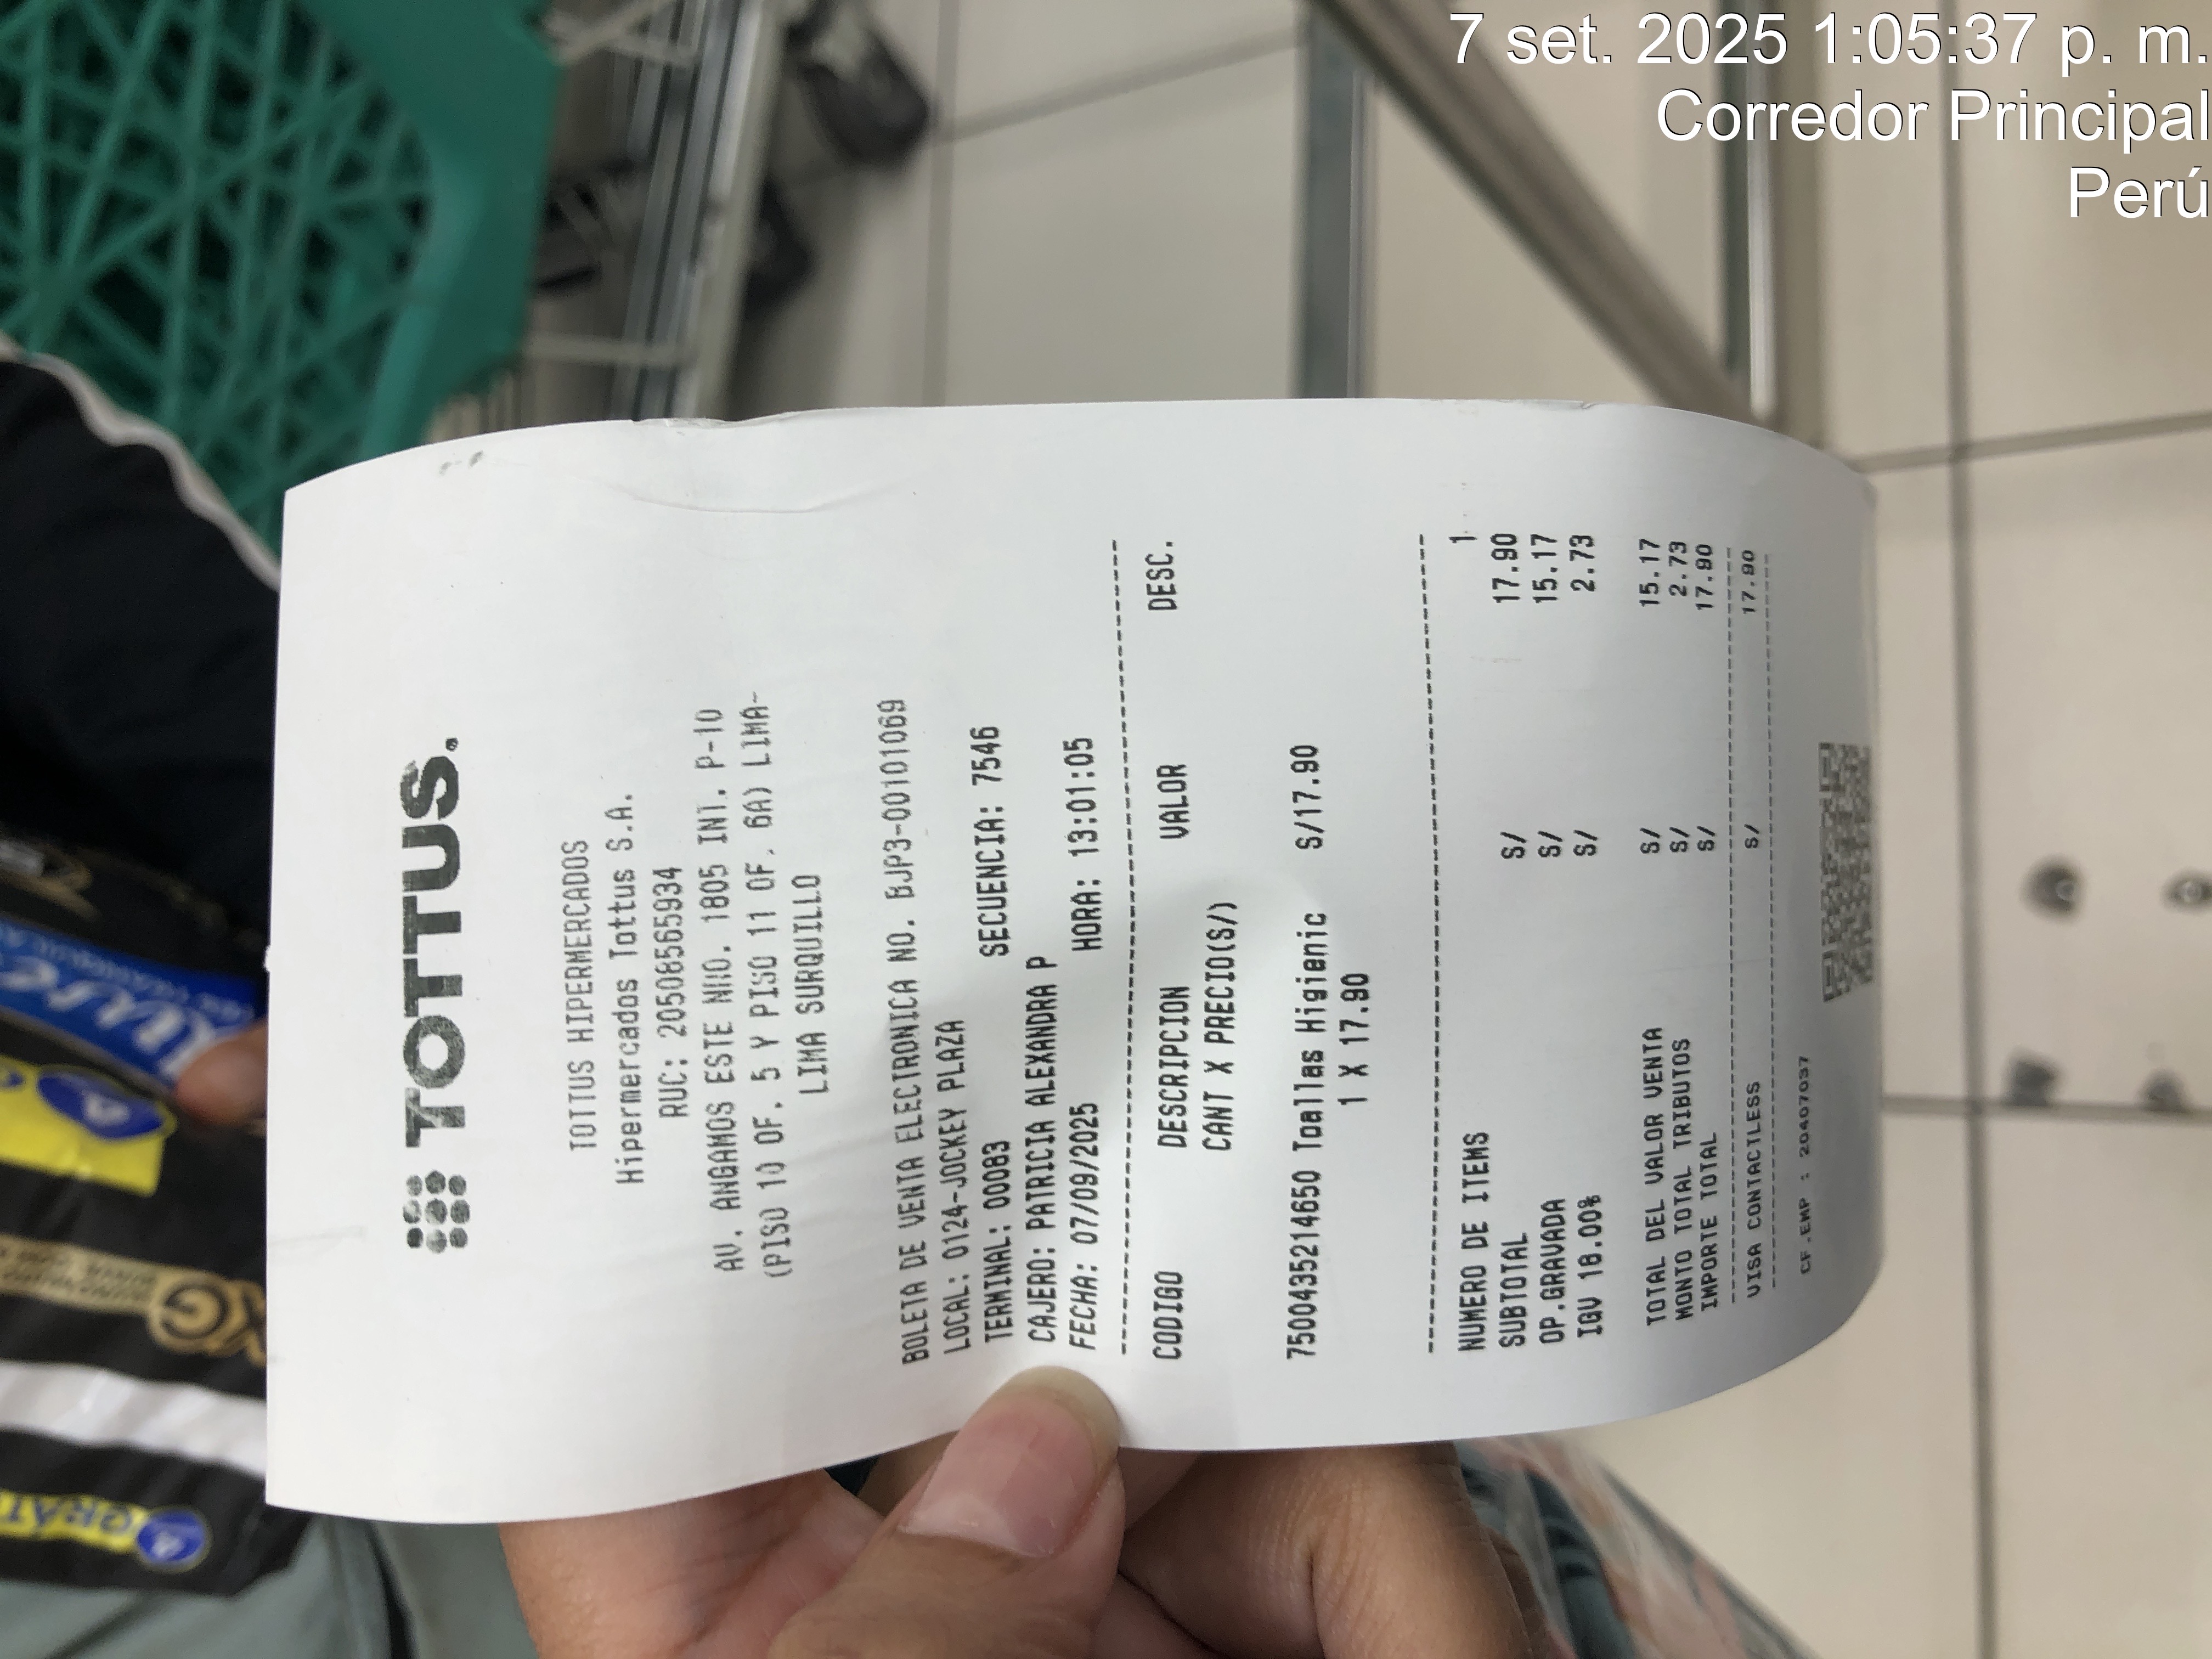 7 set. 2025 1:05:37 p. m.
Corredor Principal
Perú
TOTTUS.
TOTTUS HIPERMERCADOS
Hipermercados Tottus S.A.
RUC: 20508565934
AV. ANGAMOS ESTE NRO. 1805 INT. P-10
(PISO 10 OF. 5 Y PISO 11 OF. 6A) LIMA-
LIMA SURQUILLO
BOLETA DE VENTA ELECTRONICA NO. BJP3-00101069
LOCAL: 0124-JOCKEY PLAZA
TERMINAL: 00083 SECUENCIA: 7546
CAJERO: PATRICIA ALEXANDRA P
FECHA: 07/09/2025 HORA: 13:01:05
CODIGO DESCRIPCION VALOR DESC.
CANT X PRECIO(S/)
7500435214650 Toallas Higienic S/17.90
1 X 17.90
NUMERO DE ITEMS 1
SUBTOTAL S/ 17.90
OP.GRAVADA S/ 15.17
IGV 18.00% S/ 2.73
TOTAL DEL VALOR VENTA S/ 15.17
MONTO TOTAL TRIBUTOS S/ 2.73
IMPORTE TOTAL S/ 17.90
VISA CONTACTLESS S/ 17.90
CF.EMP : 20407037